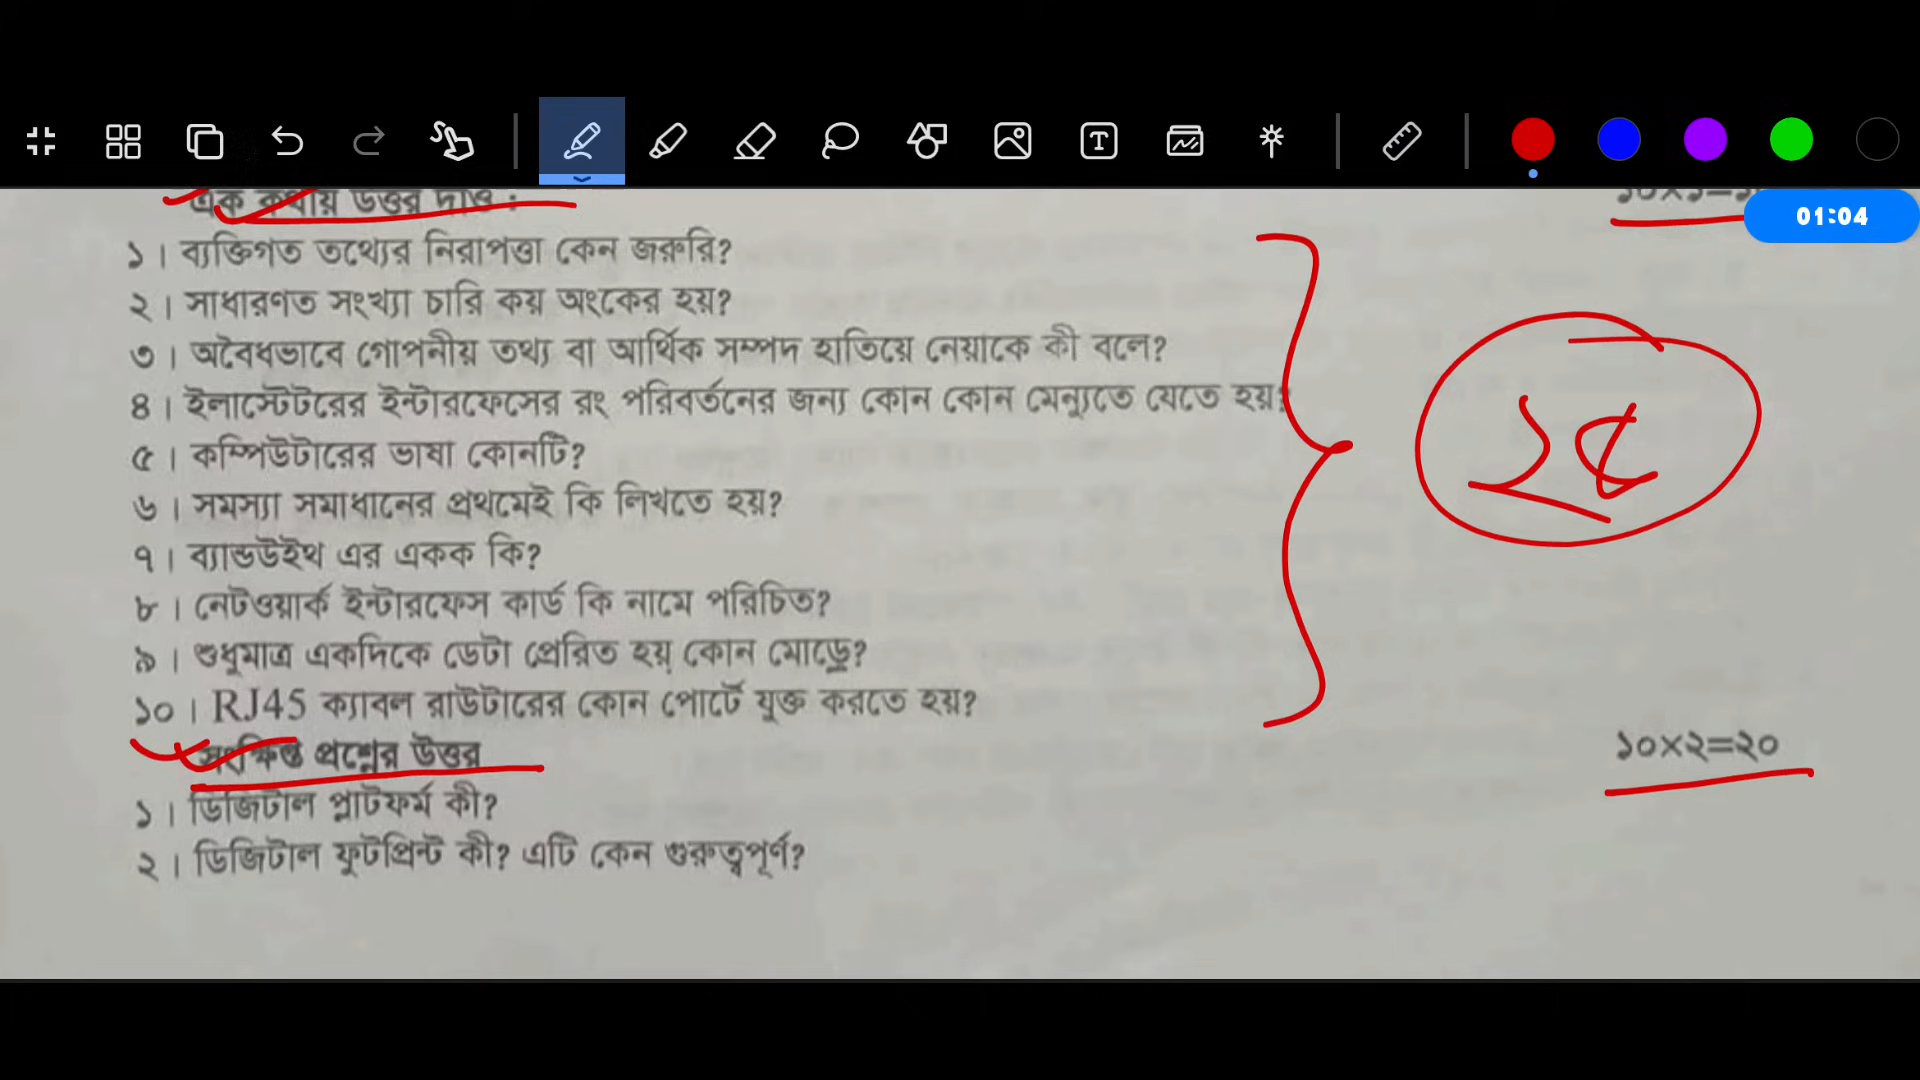 এক কথায় উত্তর দাও :
01:04
১। ব্যক্তিগত তথ্যের নিরাপত্তা কেন জরুরি?
২। সাধারণত সংখ্যা চারি কয় অংকের হয়?
৩। অবৈধভাবে গোপনীয় তথ্য বা আর্থিক সম্পদ হাতিয়ে নেয়াকে কী বলে?
৪। ইলাস্টেটরের ইন্টারফেসের রং পরিবর্তনের জন্য কোন কোন মেন্যুতে যেতে হয়?
১৫
৫। কম্পিউটারের ভাষা কোনটি?
৬। সমস্যা সমাধানের প্রথমেই কি লিখতে হয়?
৭। ব্যান্ডউইথ এর একক কি?
৮। নেটওয়ার্ক ইন্টারফেস কার্ড কি নামে পরিচিত?
৯। শুধুমাত্র একদিকে ডেটা প্রেরিত হয় কোন মোডে?
১০। RJ45 ক্যাবল রাউটারের কোন পোর্টে যুক্ত করতে হয়?
সংক্ষিপ্ত প্রশ্নের উত্তর ১০×২=২০
১। ডিজিটাল প্লাটফর্ম কী?
২। ডিজিটাল ফুটপ্রিন্ট কী? এটি কেন গুরুত্বপূর্ণ?